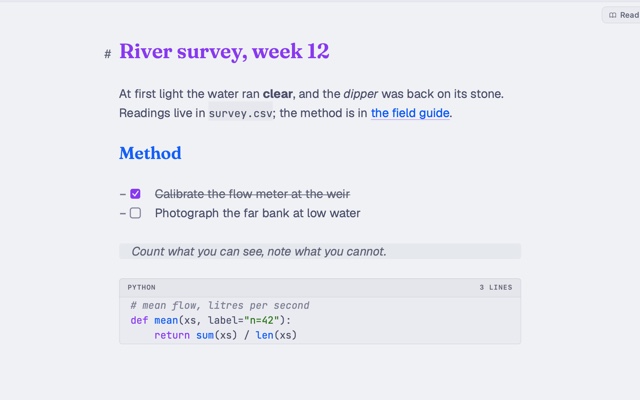 Read
# River survey, week 12
At first light the water ran clear, and the dipper was back on its stone.
Readings live in survey.csv; the method is in the field guide.
Method
– Calibrate the flow meter at the weir
– Photograph the far bank at low water
Count what you can see, note what you cannot.
PYTHON 3 LINES
# mean flow, litres per second
def mean(xs, label="n=42"):
    return sum(xs) / len(xs)